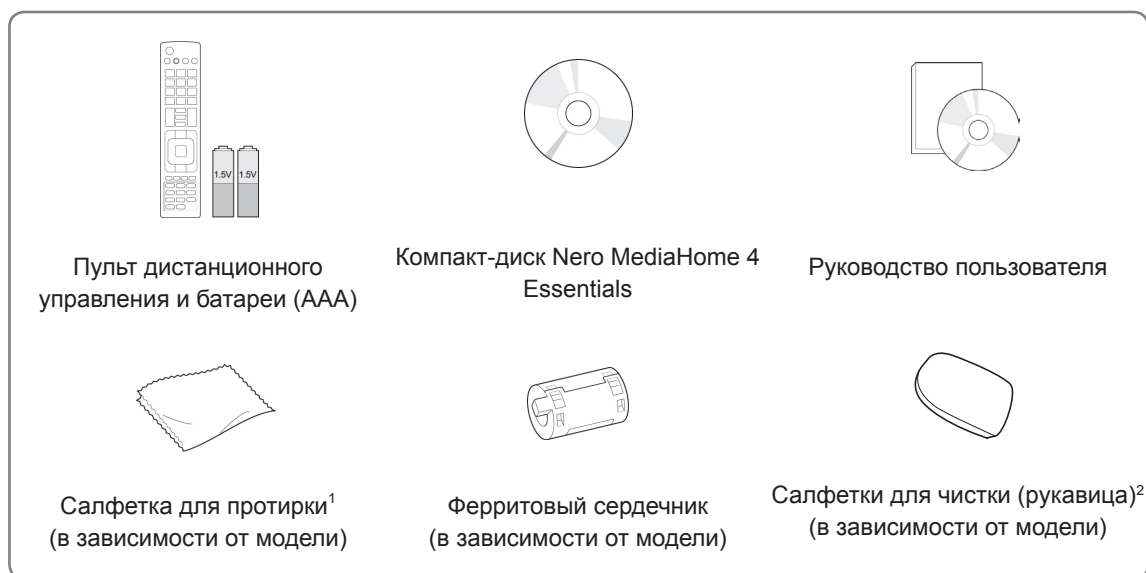 1.5V 1.5V
Пульт дистанционного
управления и батареи (AAA)
Компакт-диск Nero MediaHome 4
Essentials
Руководство пользователя
Салфетка для протирки¹
(в зависимости от модели)
Ферритовый сердечник
(в зависимости от модели)
Салфетки для чистки (рукавица)²
(в зависимости от модели)